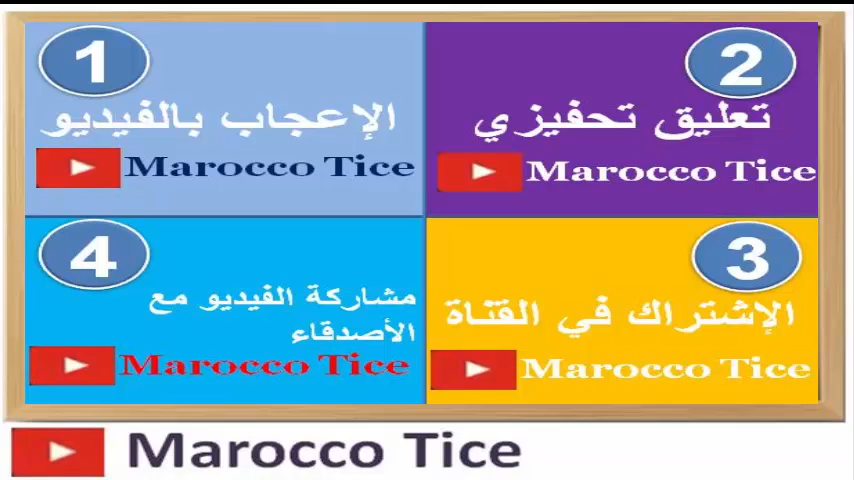 1
الإعجاب بالفيديو
Marocco Tice
2
تعليق تحفيزي
Marocco Tice
3
الإشتراك في القناة
Marocco Tice
4
مشاركة الفيديو مع
الأصدقاء
Marocco Tice
Marocco Tice